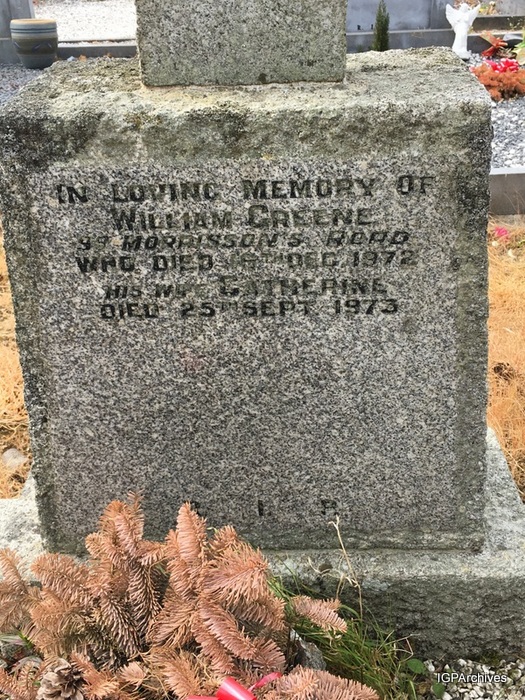 IN LOVING MEMORY OF
WILLIAM GREENE
MORRISSON'S ROAD
WHO DIED DEC. 1972
HIS WIFE CATHERINE
DIED 25TH SEPT 1973
R I P
IGPArchives